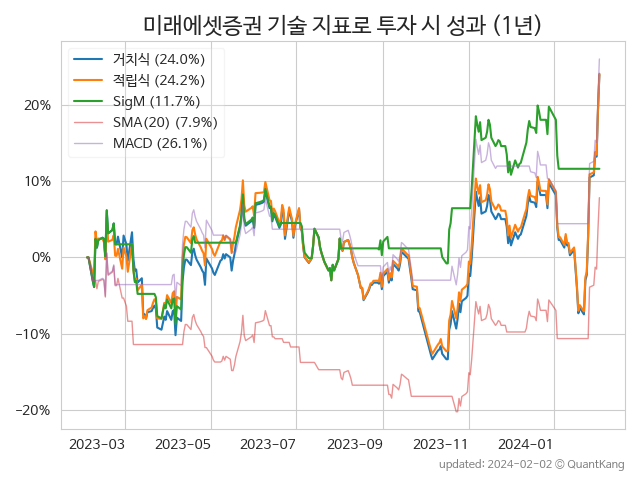 미래에셋증권 기술 지표로 투자 시 성과 (1년)
거치식 (24.0%)
적립식 (24.2%)
SigM (11.7%)
SMA(20) (7.9%)
MACD (26.1%)
20%
10%
0%
−10%
−20%
2023-03 2023-05 2023-07 2023-09 2023-11 2024-01
updated: 2024-02-02 © QuantKang